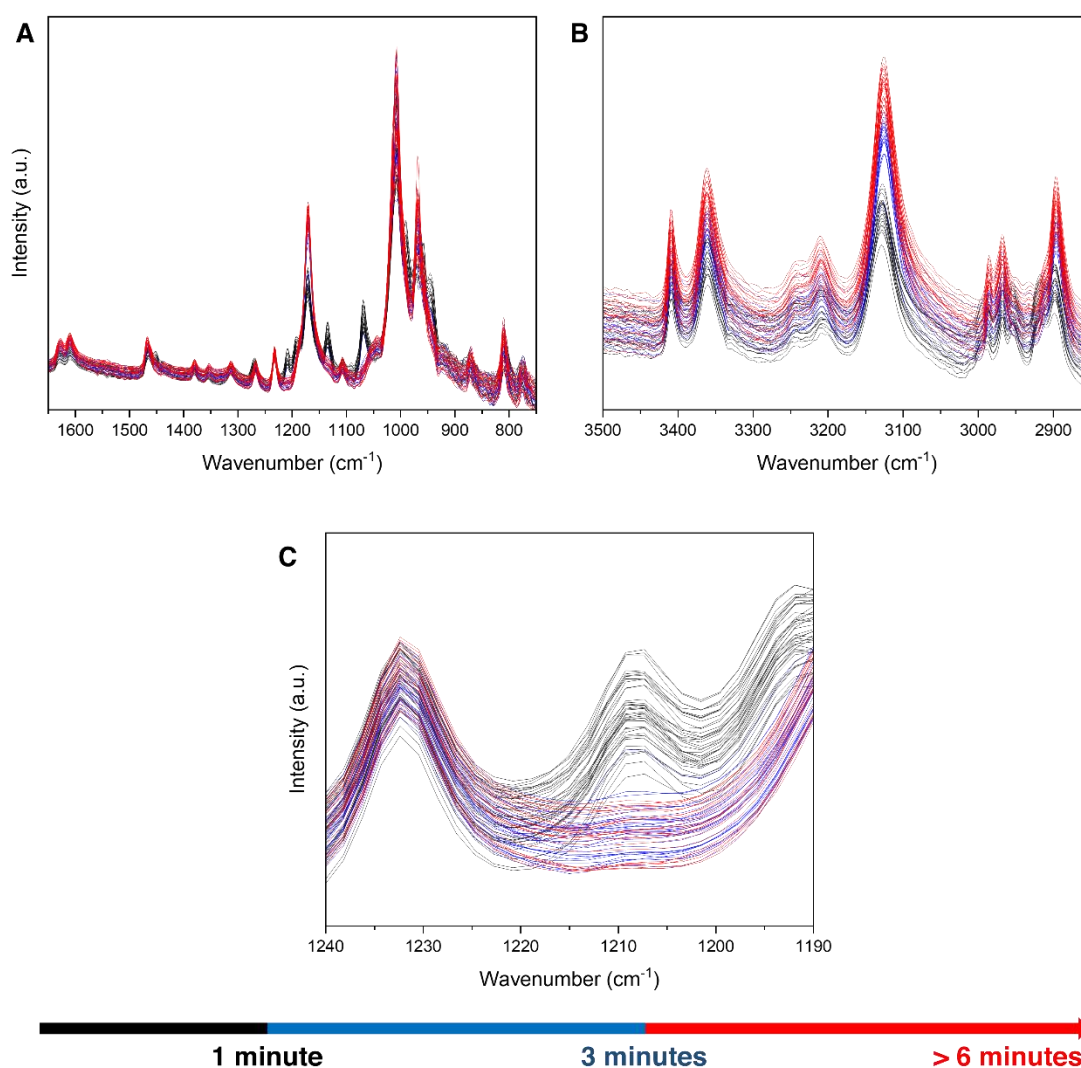 A
B
Intensity (a.u.)
1600 1500 1400 1300 1200 1100 1000 900 800
3500 3400 3300 3200 3100 3000 2900
Wavenumber (cm⁻¹)
Wavenumber (cm⁻¹)
C
Intensity (a.u.)
1240 1230 1220 1210 1200 1190
Wavenumber (cm⁻¹)
1 minute 3 minutes > 6 minutes